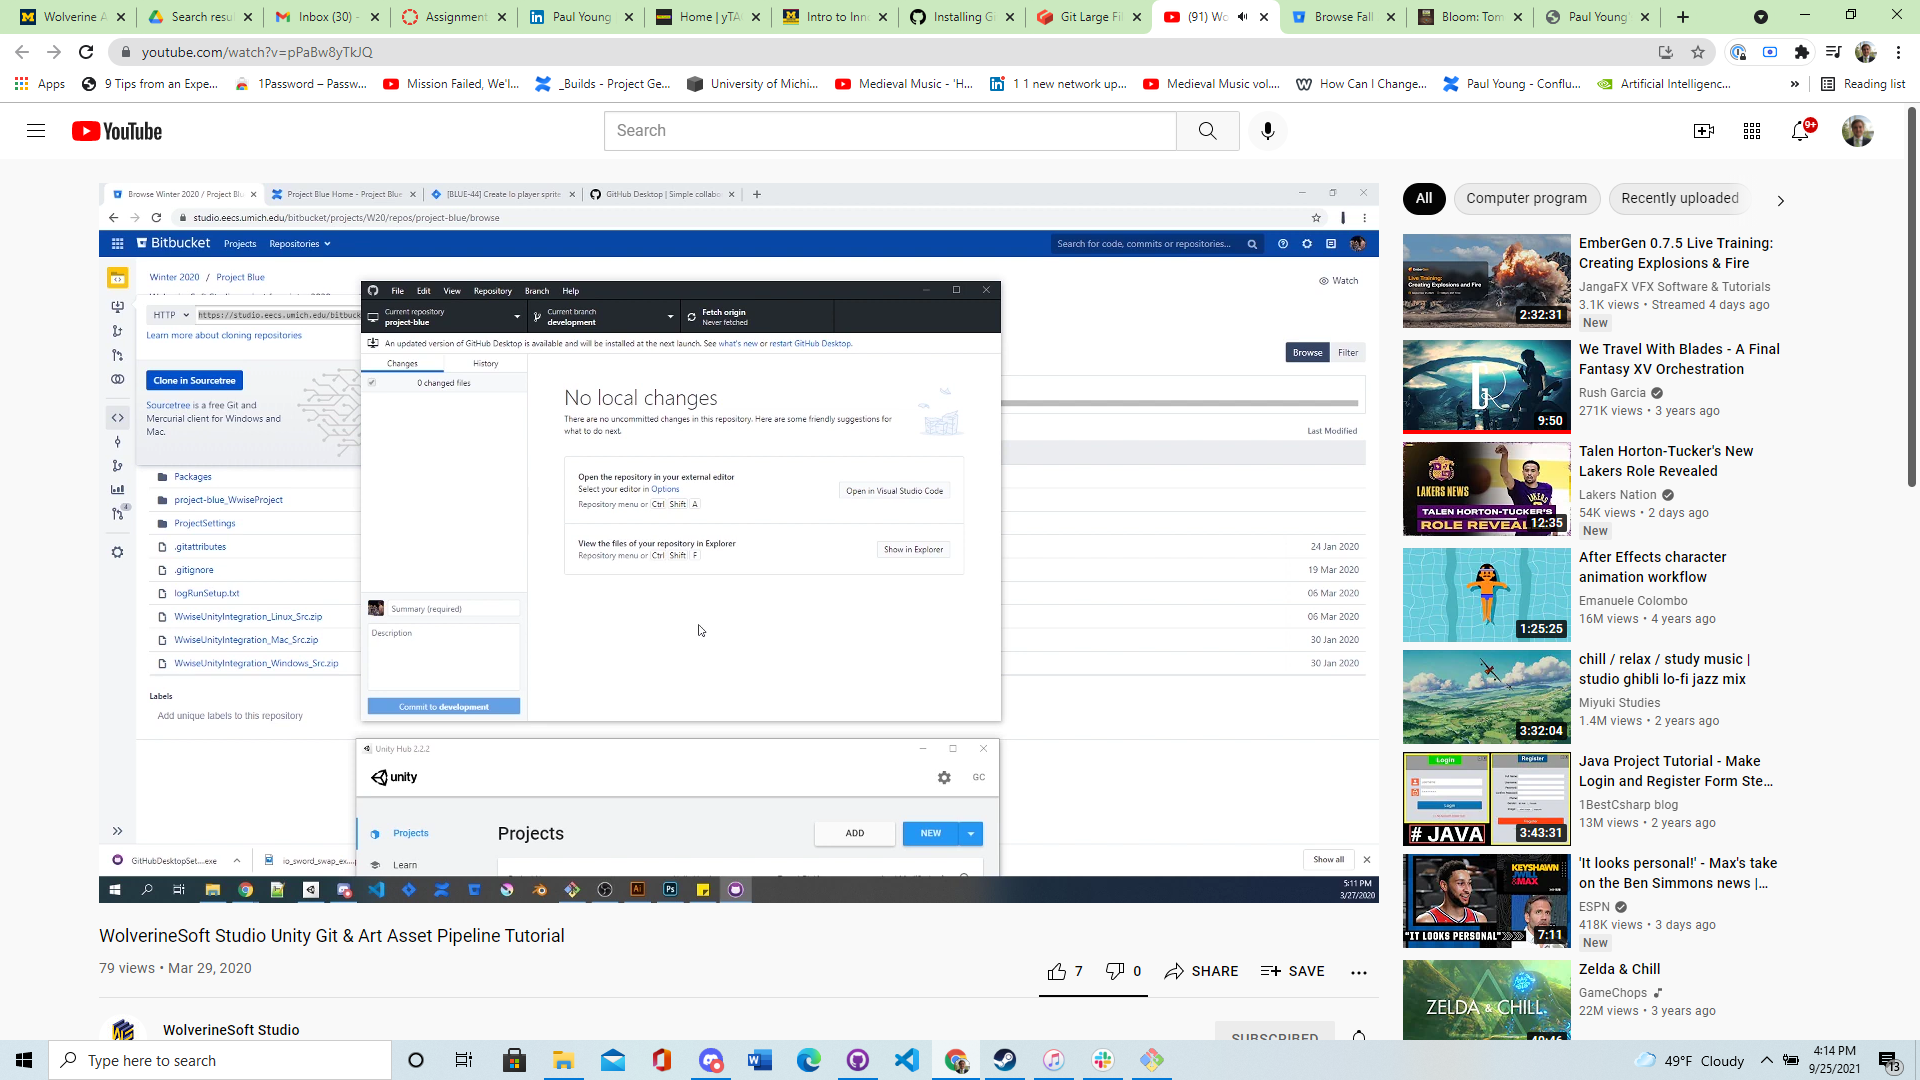 Wolverine A
Search resul
Inbox (30) -
Assignment
Paul Young
Home | yTA
Intro to Inn
Installing G
Git Large Fi
(91) Wo
Browse Fall
Bloom: Tom
Paul Young'
youtube.com/watch?v=pPaBw8yTkJQ
Apps
9 Tips from an Expe...
1Password – Passw...
Mission Failed, We'l...
_Builds - Project Ge...
University of Michi...
Medieval Music - 'H...
1 1 new network up...
Medieval Music vol....
How Can I Change...
Paul Young - Conflu...
Artificial Intelligenc...
»
Reading list
YouTube
Search
9+
Browse Winter 2020 / Project Blu
Project Blue Home - Project Blue
[BLUE-44] Create Io player sprite
GitHub Desktop | Simple collabo
studio.eecs.umich.edu/bitbucket/projects/W20/repos/project-blue/browse
Bitbucket
Projects
Repositories
Search for code, commits or repositories...
Winter 2020 / Project Blue
Watch
HTTP
https://studio.eecs.umich.edu/bitbuck
Learn more about cloning repositories
Clone in Sourcetree
Sourcetree is a free Git and
Mercurial client for Windows and
Mac.
File Edit View Repository Branch Help
Current repository
project-blue
Current branch
development
Fetch origin
Never fetched
An updated version of GitHub Desktop is available and will be installed at the next launch. See what's new or restart GitHub Desktop.
Changes
History
0 changed files
No local changes
There are no uncommitted changes in this repository. Here are some friendly suggestions for
what to do next.
Open the repository in your external editor
Select your editor in Options
Repository menu or Ctrl Shift A
Open in Visual Studio Code
View the files of your repository in Explorer
Repository menu or Ctrl Shift F
Show in Explorer
Summary (required)
Description
Commit to development
Browse
Filter
Last Modified
Packages
project-blue_WwiseProject
ProjectSettings
.gitattributes
24 Jan 2020
.gitignore
19 Mar 2020
logRunSetup.txt
06 Mar 2020
WwiseUnityIntegration_Linux_Src.zip
06 Mar 2020
WwiseUnityIntegration_Mac_Src.zip
30 Jan 2020
WwiseUnityIntegration_Windows_Src.zip
30 Jan 2020
Labels
Add unique labels to this repository
Unity Hub 2.2.2
unity
GC
Projects
Learn
Projects
ADD
NEW
GitHubDesktopSet....exe
io_sword_swap_ex....p
Show all
5:11 PM
3/27/2020
WolverineSoft Studio Unity Git & Art Asset Pipeline Tutorial
79 views • Mar 29, 2020
7
0
SHARE
SAVE
WolverineSoft Studio
SUBSCRIBED
All
Computer program
Recently uploaded
Live Training:
Creating Explosions and Fire
2:32:31
EmberGen 0.7.5 Live Training:
Creating Explosions & Fire
JangaFX VFX Software & Tutorials
3.1K views • Streamed 4 days ago
New
9:50
We Travel With Blades - A Final
Fantasy XV Orchestration
Rush Garcia
271K views • 3 years ago
LAKERS NEWS
TALEN HORTON-TUCKER'S
ROLE REVEALED
12:35
Talen Horton-Tucker's New
Lakers Role Revealed
Lakers Nation
54K views • 2 days ago
New
1:25:25
After Effects character
animation workflow
Emanuele Colombo
16M views • 4 years ago
3:32:04
chill / relax / study music |
studio ghibli lo-fi jazz mix
Miyuki Studies
1.4M views • 2 years ago
Login
Register
# JAVA
3:43:31
Java Project Tutorial - Make
Login and Register Form Ste...
1BestCsharp blog
13M views • 2 years ago
KEYSHAWN
JWILL
&MAX
"IT LOOKS PERSONAL"
7:11
'It looks personal!' - Max's take
on the Ben Simmons news |...
ESPN
418K views • 3 days ago
New
ZELDA & CHILL
Zelda & Chill
GameChops
22M views • 3 years ago
Type here to search
49°F Cloudy
4:14 PM
9/25/2021
13